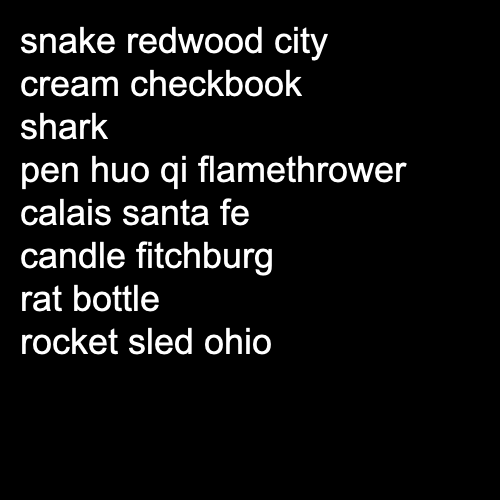 snake redwood city
cream checkbook
shark
pen huo qi flamethrower
calais santa fe
candle fitchburg
rat bottle
rocket sled ohio